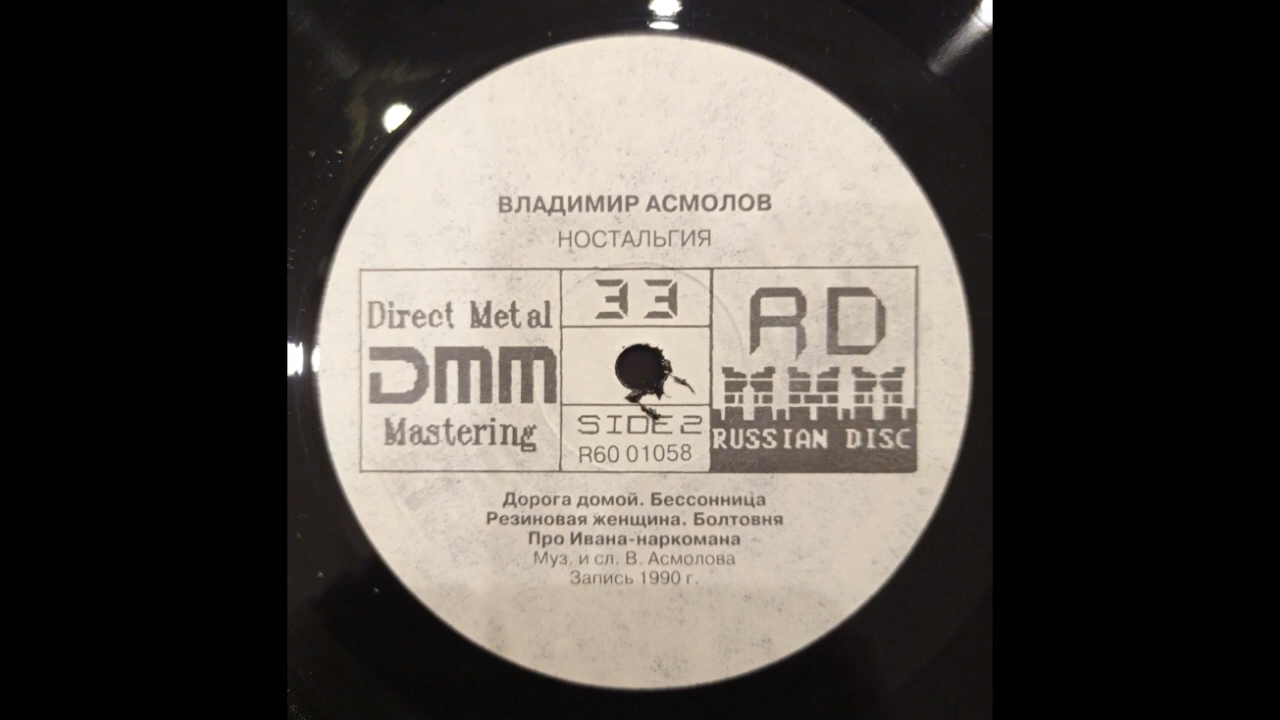 ВЛАДИМИР АСМОЛОВ
НОСТАЛЬГИЯ
Direct Metal
DMM
Mastering
33
SIDE 2
R60 01058
RD
RUSSIAN DISC
Дорога домой. Бессонница
Резиновая женщина. Болтовня
Про Ивана-наркомана
Муз. и сл. В. Асмолова
Запись 1990 г.